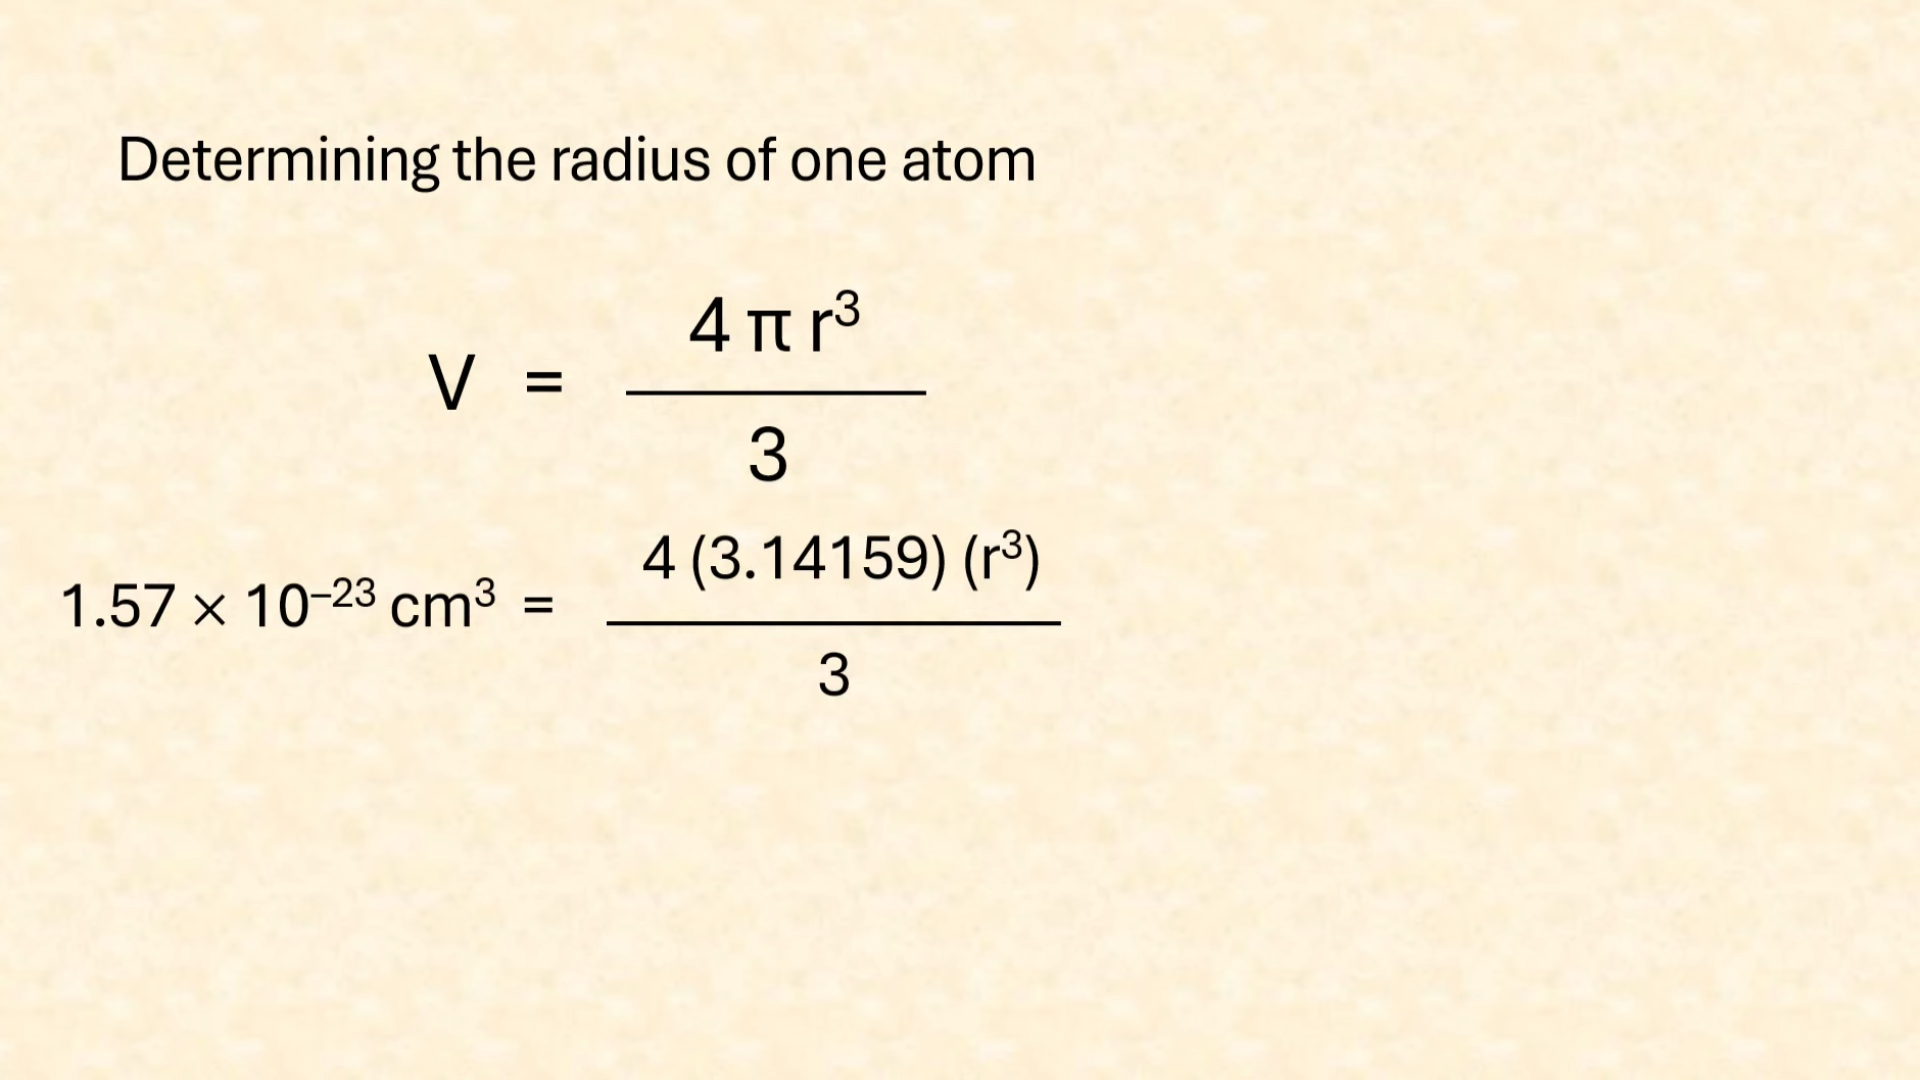 Determining the radius of one atom
V = 4 π r³ / 3
1.57 × 10⁻²³ cm³ = 4 (3.14159) (r³) / 3